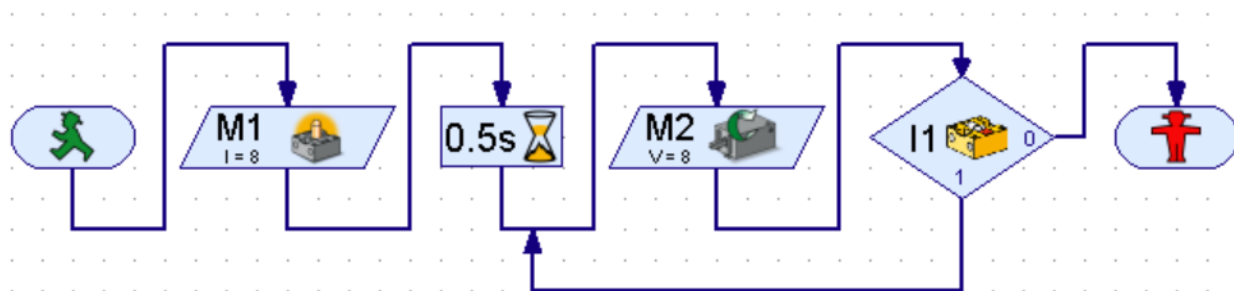 M1
I = 8
0.5s
M2
V = 8
I1
0
1